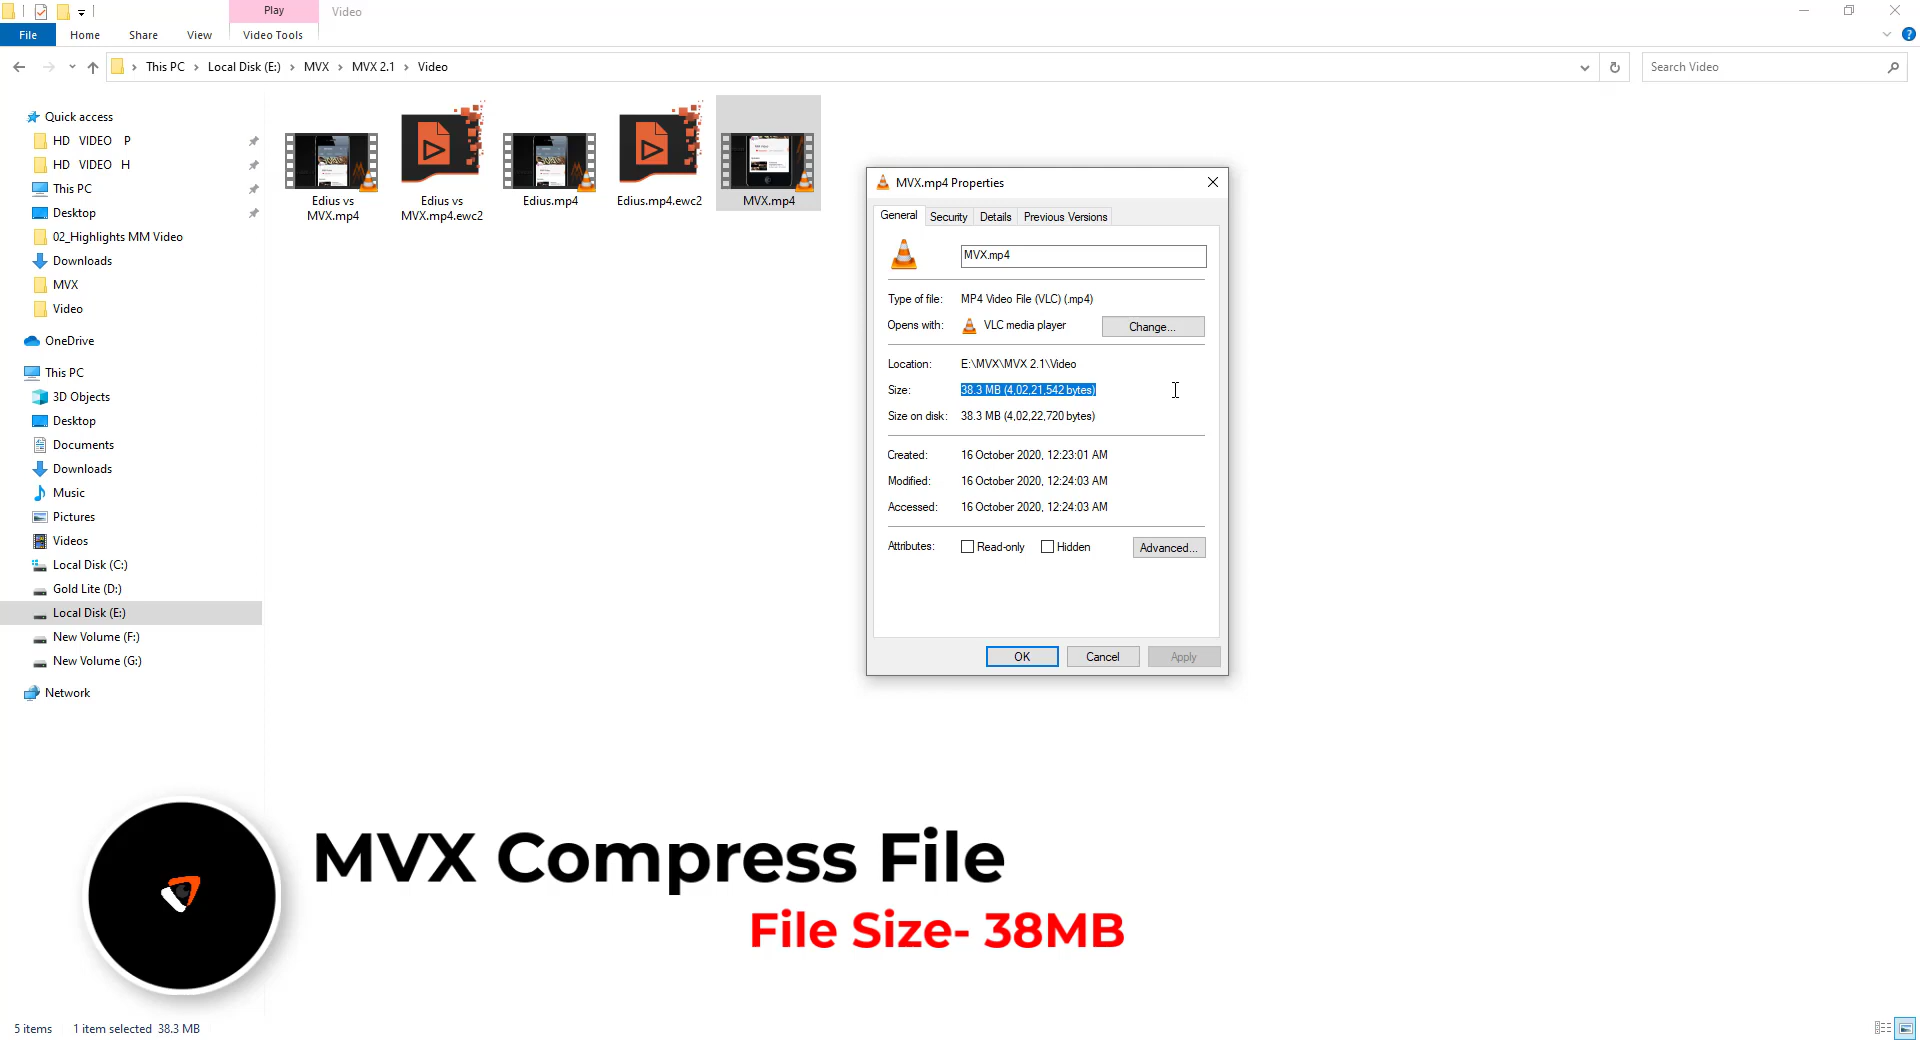 Play
Video
File
Home
Share
View
Video Tools
This PC
Local Disk (E:)
MVX
MVX 2.1
Video
Search Video
Quick access
HD VIDEO P
HD VIDEO H
This PC
Desktop
02_Highlights MM Video
Downloads
MVX
Video
OneDrive
This PC
3D Objects
Desktop
Documents
Downloads
Music
Pictures
Videos
Local Disk (C:)
Gold Lite (D:)
Local Disk (E:)
New Volume (F:)
New Volume (G:)
Network
Edius vs
MVX.mp4
Edius vs
MVX.mp4.ewc2
Edius.mp4
Edius.mp4.ewc2
MVX.mp4
MVX.mp4 Properties
General
Security
Details
Previous Versions
MVX.mp4
Type of file: MP4 Video File (VLC) (.mp4)
Opens with: VLC media player
Change...
Location: E:\MVX\MVX 2.1\Video
Size: 38.3 MB (4,02,21,542 bytes)
Size on disk: 38.3 MB (4,02,22,720 bytes)
Created: 16 October 2020, 12:23:01 AM
Modified: 16 October 2020, 12:24:03 AM
Accessed: 16 October 2020, 12:24:03 AM
Attributes: Read-only Hidden
Advanced...
OK
Cancel
Apply
MVX Compress File
File Size- 38MB
5 items 1 item selected 38.3 MB